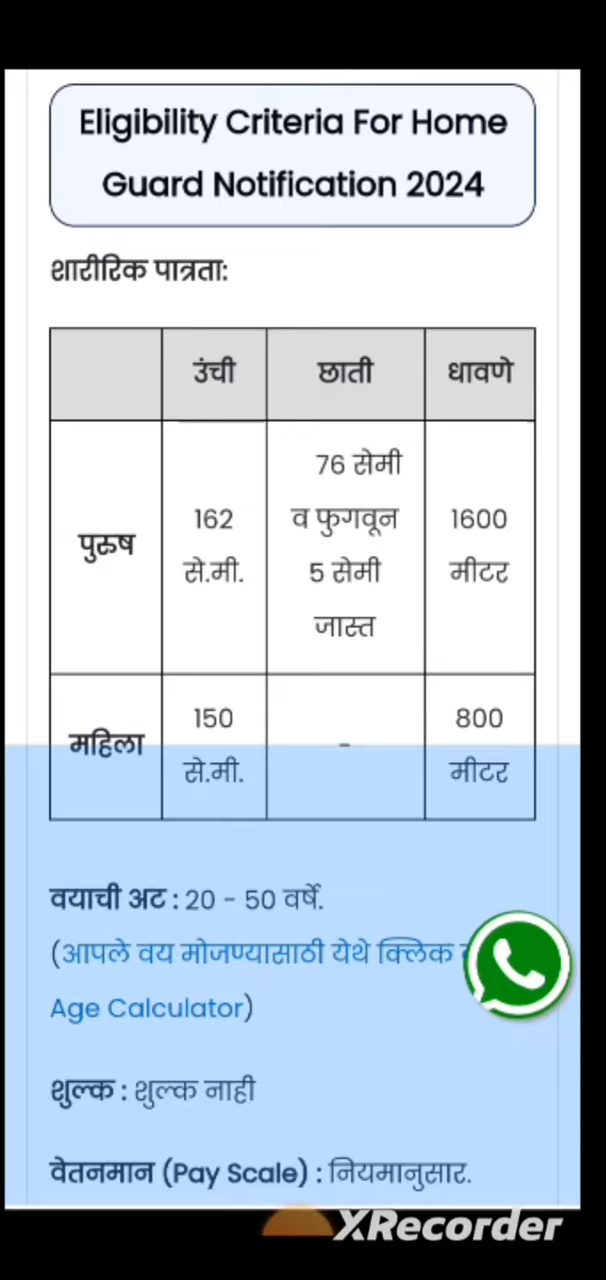 Eligibility Criteria For Home
Guard Notification 2024
शारीरिक पात्रता:
उंची छाती धावणे
76 सेमी
162 व फुगवून 1600
पुरुष
से.मी. 5 सेमी मीटर
जास्त
150 800
महिला -
से.मी. मीटर
वयाची अट : 20 - 50 वर्षे.
(आपले वय मोजण्यासाठी येथे क्लिक
Age Calculator)
शुल्क : शुल्क नाही
वेतनमान (Pay Scale) : नियमानुसार.
XRecorder